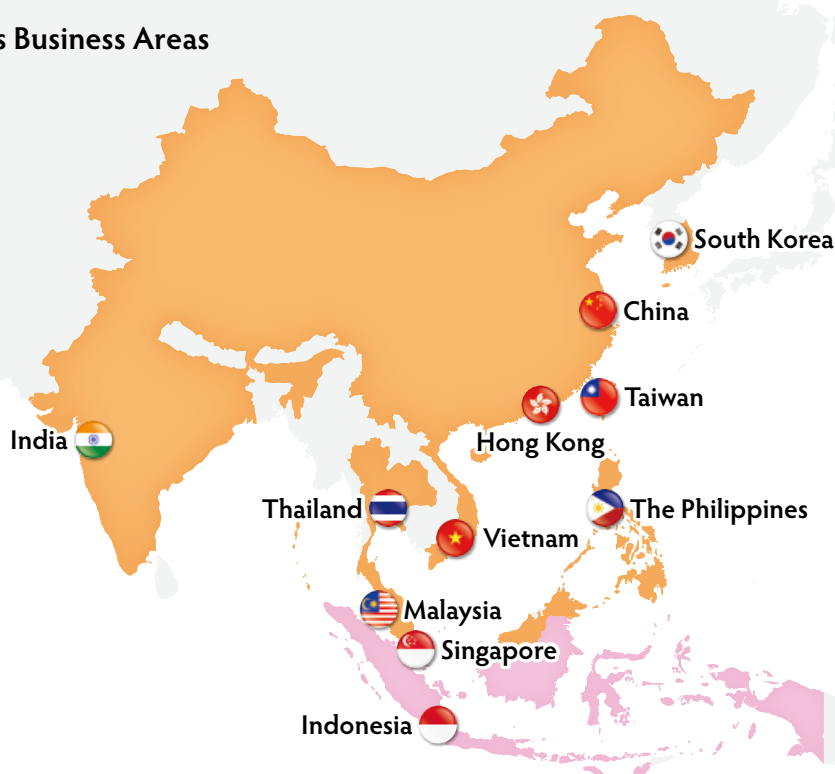 s Business Areas
South Korea
China
Taiwan
Hong Kong
India
Thailand
The Philippines
Vietnam
Malaysia
Singapore
Indonesia